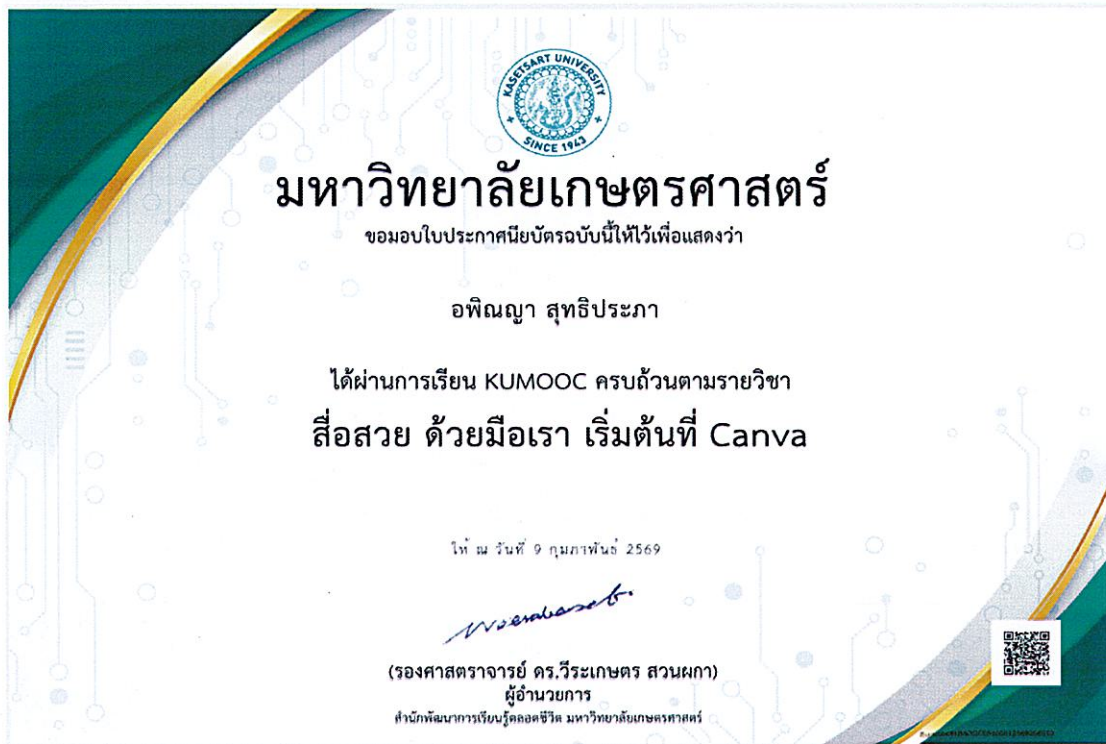 KASETSART UNIVERSITY
SINCE 1943
มหาวิทยาลัยเกษตรศาสตร์
ขอมอบใบประกาศนียบัตรฉบับนี้ให้ไว้เพื่อแสดงว่า
อพิณญา สุทธิประภา
ได้ผ่านการเรียน KUMOOC ครบถ้วนตามรายวิชา
สื่อสวย ด้วยมือเรา เริ่มต้นที่ Canva
ให้ ณ วันที่ 9 กุมภาพันธ์ 2569
(รองศาสตราจารย์ ดร.วีระเกษตร สวนผกา)
ผู้อำนวยการ
สำนักพัฒนาการเรียนรู้ตลอดชีวิต มหาวิทยาลัยเกษตรศาสตร์